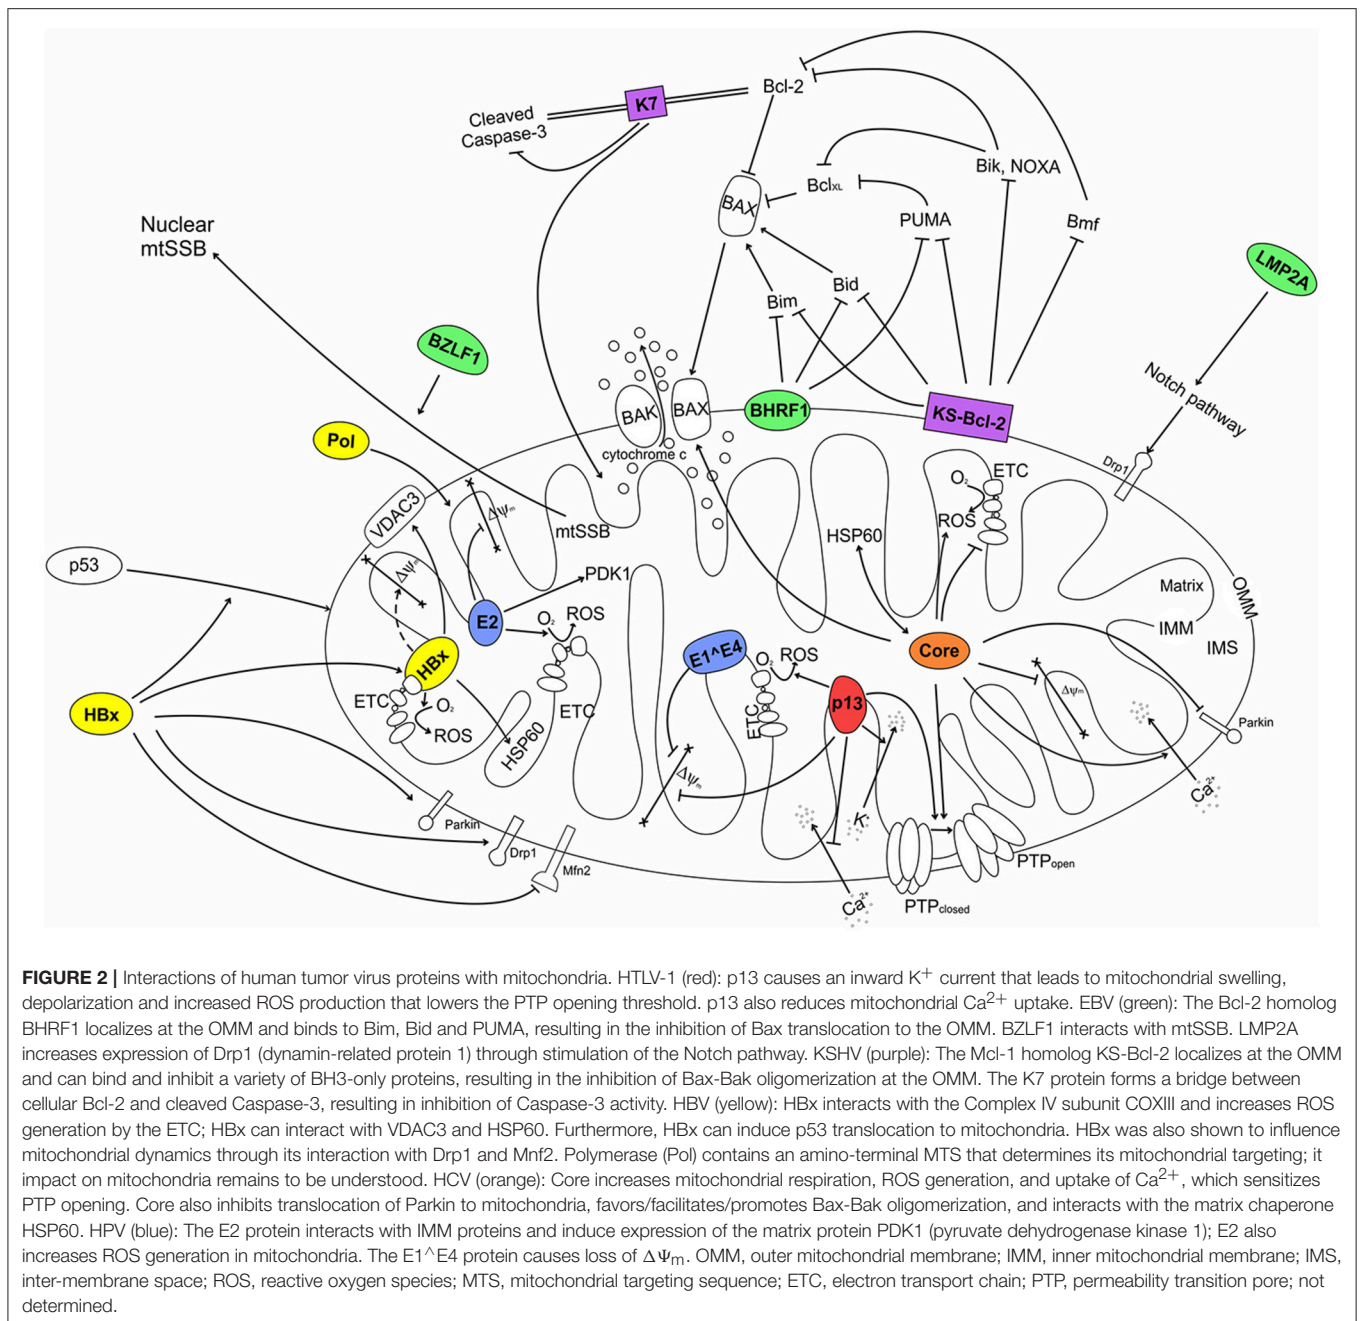 Bcl-2
K7
Cleaved
Caspase-3
Bik, NOXA
BclXL
BAX
PUMA
Bmf
Nuclear
mtSSB
LMP2A
Bid
Bim
BZLF1
Notch pathway
BAK
BAX
BHRF1
KS-Bcl-2
Pol
cytochrome c
Drp1
ETC
O2
VDAC3
ΔΨm
ROS
mtSSB
HSP60
p53
ΔΨm
PDK1
Matrix
OMM
E2
O2
ROS
IMM
IMS
HBx
E1^E4
O2
ROS
Core
ETC
O2
ROS
HBx
ETC
ETC
p13
ΔΨm
Parkin
HSP60
ΔΨm
Ca2+
Parkin
K+
Drp1
Mfn2
PTPopen
Ca2+
PTPclosed
FIGURE 2 | Interactions of human tumor virus proteins with mitochondria. HTLV-1 (red): p13 causes an inward K+ current that leads to mitochondrial swelling,
depolarization and increased ROS production that lowers the PTP opening threshold. p13 also reduces mitochondrial Ca2+ uptake. EBV (green): The Bcl-2 homolog
BHRF1 localizes at the OMM and binds to Bim, Bid and PUMA, resulting in the inhibition of Bax translocation to the OMM. BZLF1 interacts with mtSSB. LMP2A
increases expression of Drp1 (dynamin-related protein 1) through stimulation of the Notch pathway. KSHV (purple): The Mcl-1 homolog KS-Bcl-2 localizes at the OMM
and can bind and inhibit a variety of BH3-only proteins, resulting in the inhibition of Bax-Bak oligomerization at the OMM. The K7 protein forms a bridge between
cellular Bcl-2 and cleaved Caspase-3, resulting in inhibition of Caspase-3 activity. HBV (yellow): HBx interacts with the Complex IV subunit COXIII and increases ROS
generation by the ETC; HBx can interact with VDAC3 and HSP60. Furthermore, HBx can induce p53 translocation to mitochondria. HBx was also shown to influence
mitochondrial dynamics through its interaction with Drp1 and Mnf2. Polymerase (Pol) contains an amino-terminal MTS that determines its mitochondrial targeting; it
impact on mitochondria remains to be understood. HCV (orange): Core increases mitochondrial respiration, ROS generation, and uptake of Ca2+, which sensitizes
PTP opening. Core also inhibits translocation of Parkin to mitochondria, favors/facilitates/promotes Bax-Bak oligomerization, and interacts with the matrix chaperone
HSP60. HPV (blue): The E2 protein interacts with IMM proteins and induce expression of the matrix protein PDK1 (pyruvate dehydrogenase kinase 1); E2 also
increases ROS generation in mitochondria. The E1^E4 protein causes loss of ΔΨm. OMM, outer mitochondrial membrane; IMM, inner mitochondrial membrane; IMS,
inter-membrane space; ROS, reactive oxygen species; MTS, mitochondrial targeting sequence; ETC, electron transport chain; PTP, permeability transition pore; not
determined.